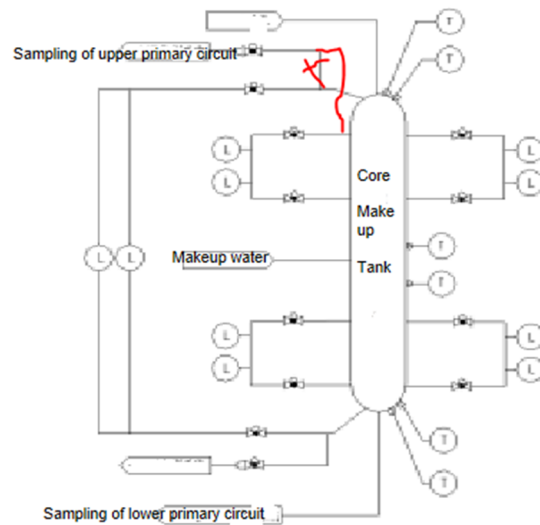 T
Sampling of upper primary circuit
T
L
L
L
L
Core
Make
up
Tank
T
L
L
Makeup water
T
L
L
L
L
T
T
Sampling of lower primary circuit